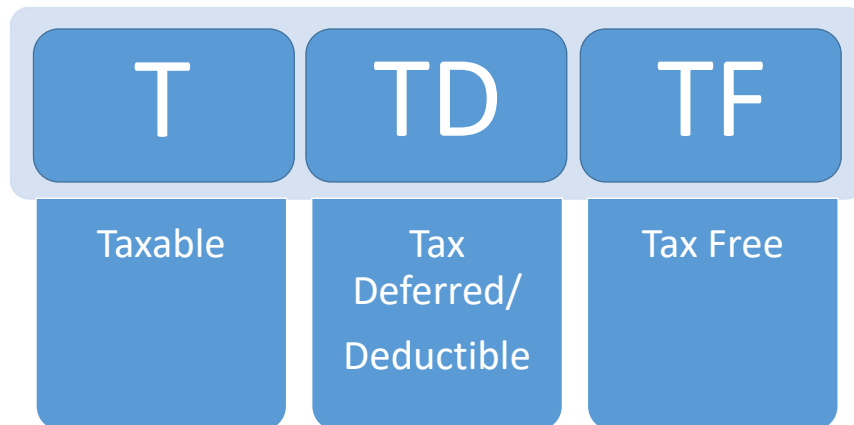 T
TD
TF
Taxable
Tax
Deferred/
Deductible
Tax Free